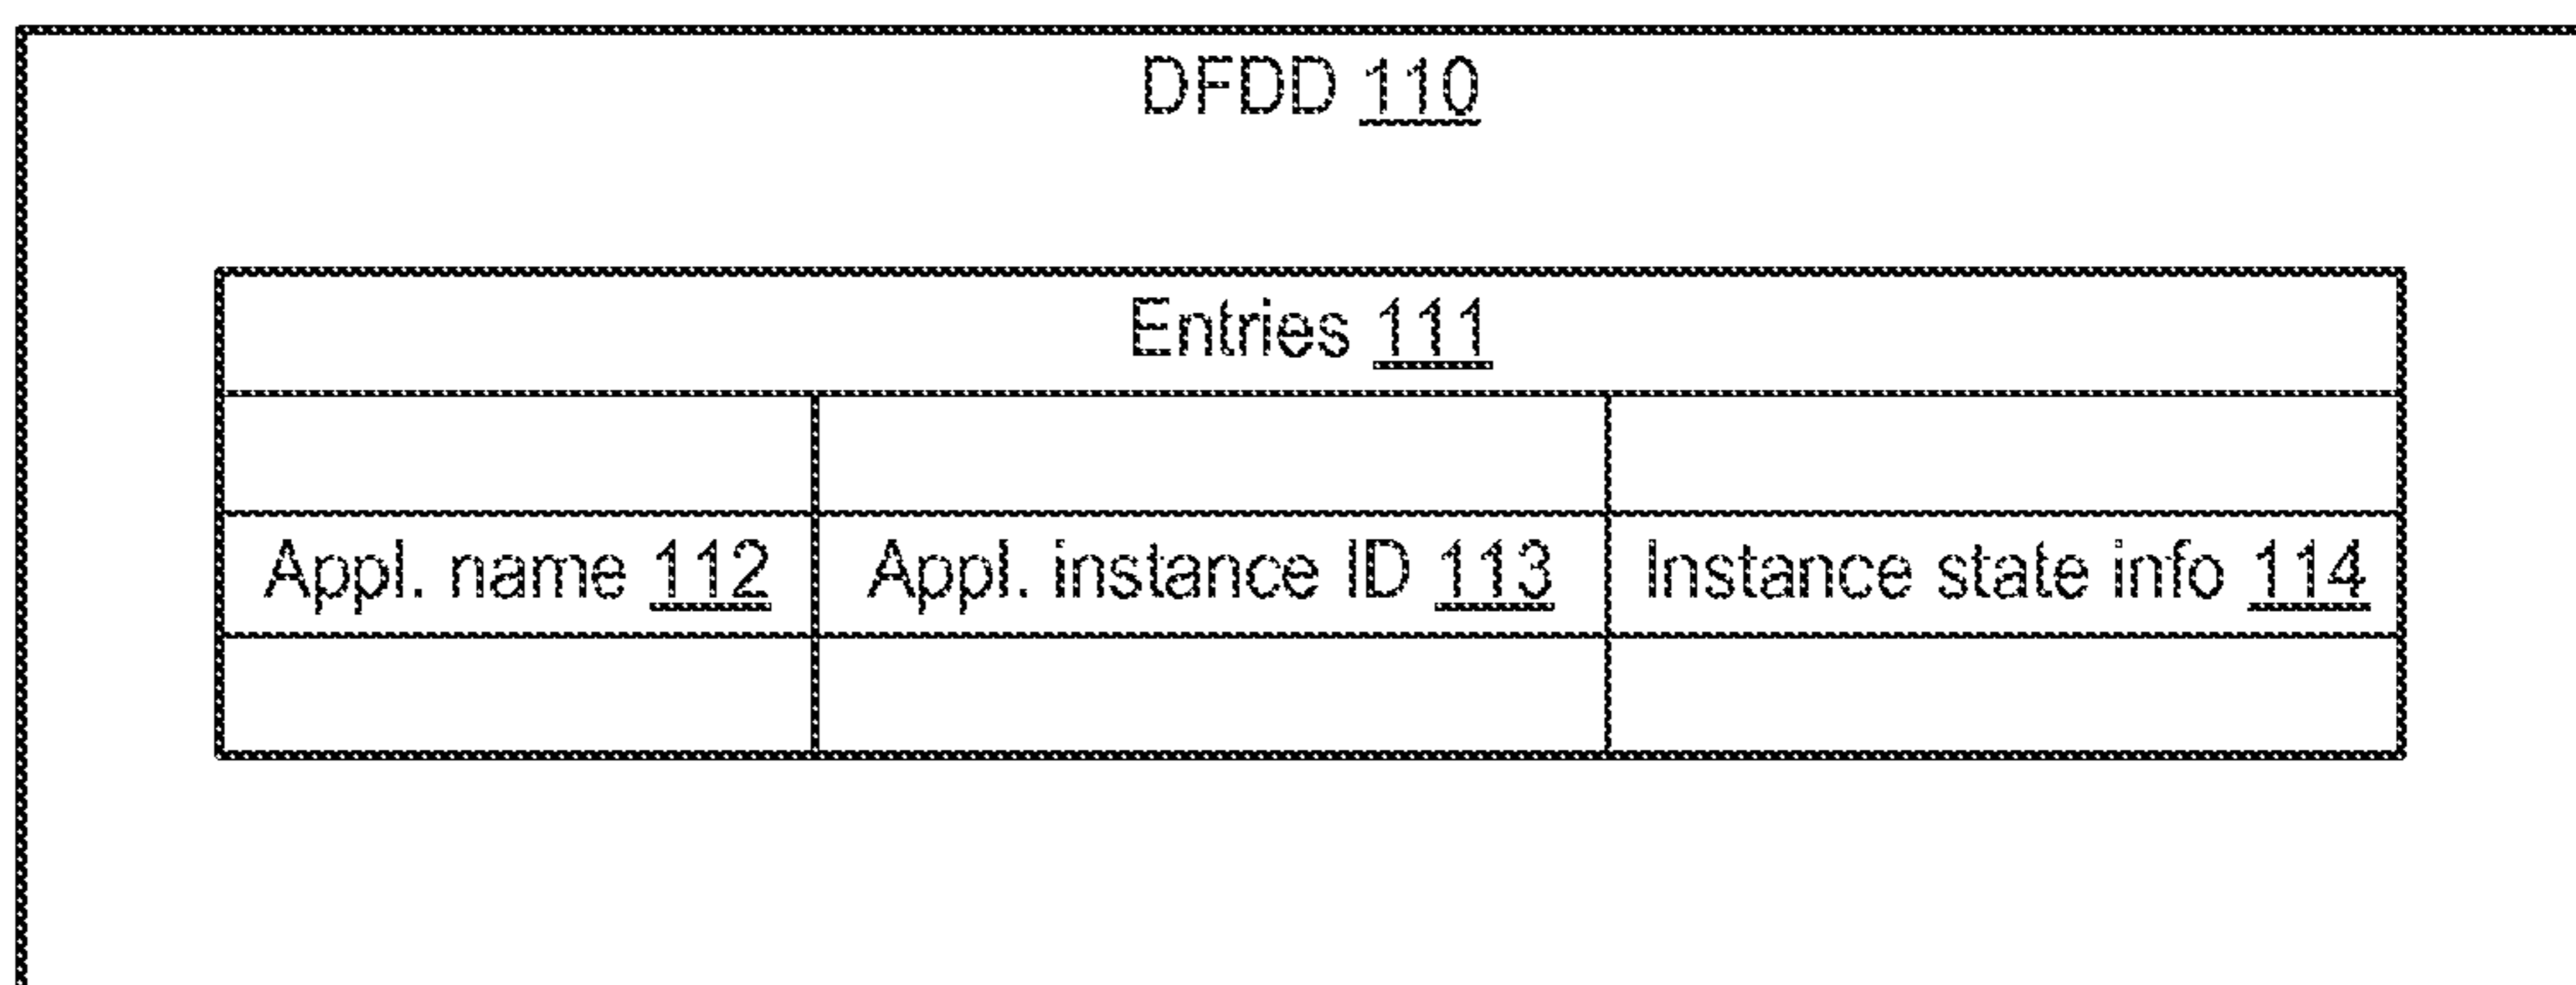 DFDD 110
Entries 111
Appl. name 112 Appl. instance ID 113 Instance state info 114